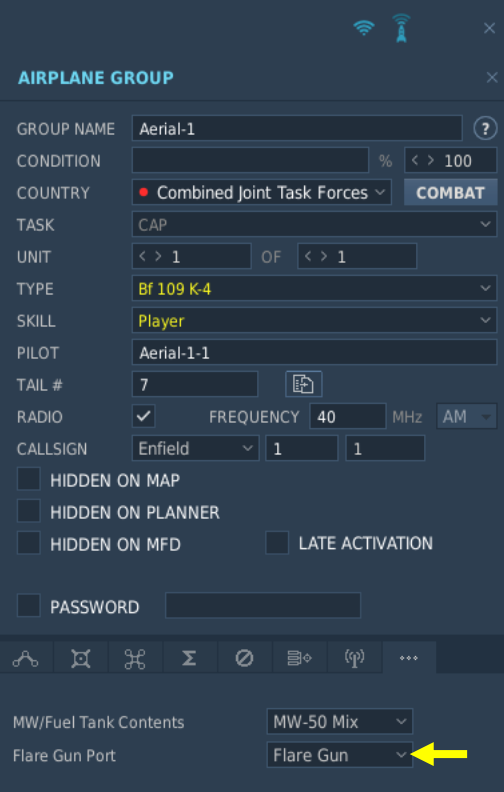 AIRPLANE GROUP
GROUP NAME Aerial-1 ?
CONDITION % < > 100
COUNTRY Combined Joint Task Forces COMBAT
TASK CAP
UNIT < > 1 OF < > 1
TYPE Bf 109 K-4
SKILL Player
PILOT Aerial-1-1
TAIL # 7
RADIO FREQUENCY 40 MHz AM
CALLSIGN Enfield 1 1
HIDDEN ON MAP
HIDDEN ON PLANNER
HIDDEN ON MFD LATE ACTIVATION
PASSWORD
Σ
MW/Fuel Tank Contents MW-50 Mix
Flare Gun Port Flare Gun